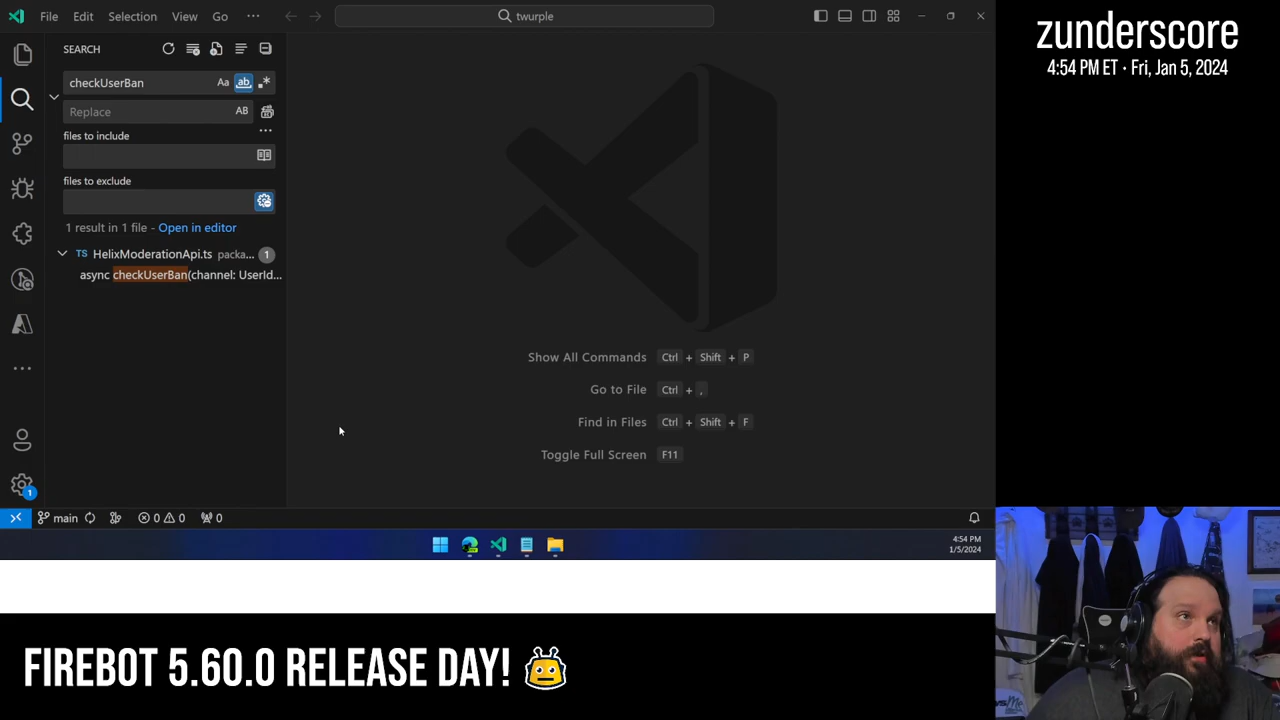 File Edit Selection View Go ··· twurple
SEARCH
checkUserBan Aa ab .*
Replace AB
files to include
files to exclude
1 result in 1 file - Open in editor
TS HelixModerationApi.ts packa... 1
async checkUserBan(channel: UserId...
Show All Commands Ctrl + Shift + P
Go to File Ctrl + ,
Find in Files Ctrl + Shift + F
Toggle Full Screen F11
1
main 0 0 0
4:54 PM
1/5/2024
zunderscore
4:54 PM ET · Fri, Jan 5, 2024
FIREBOT 5.60.0 RELEASE DAY!